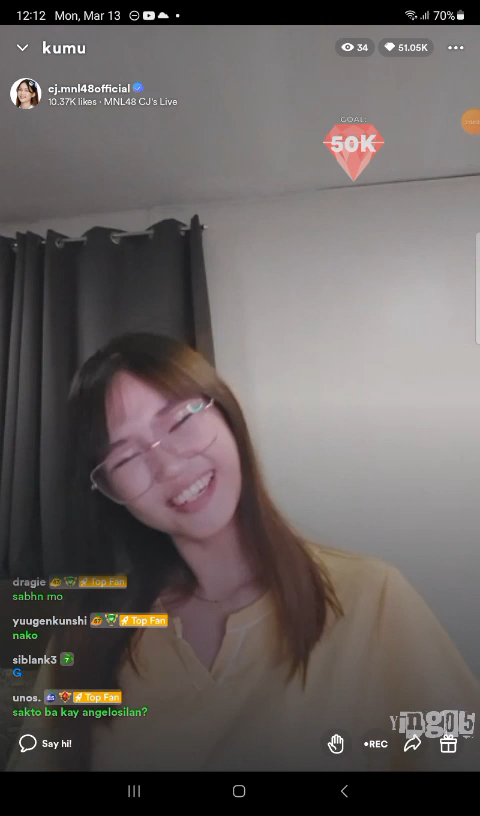 12:12 Mon, Mar 13 70%
kumu 34 51.05K
cj.mnl48official
10.37K likes • MNL48 CJ's Live
GOAL
50K
dragie Top Fan
sabhn mo
yuugenkunshi Top Fan
nako
siblank3 7
G
unos. Top Fan
sakto ba kay angelosilan?
Yingo15
Say hi! •REC